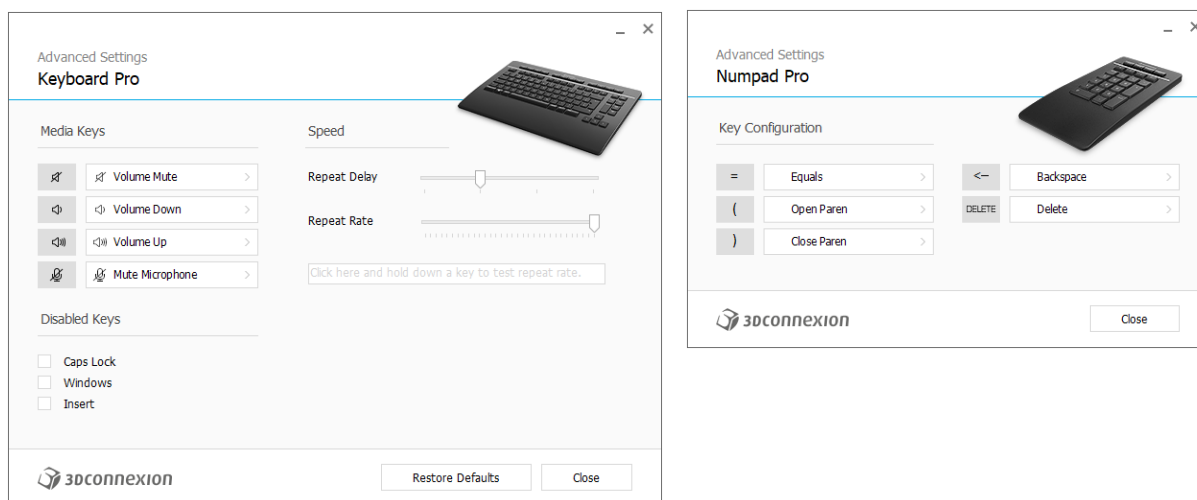 Advanced Settings
Keyboard Pro
Media Keys
Volume Mute
Volume Down
Volume Up
Mute Microphone
Disabled Keys
Caps Lock
Windows
Insert
Speed
Repeat Delay
Repeat Rate
Click here and hold down a key to test repeat rate.
3Dconnexion
Restore Defaults
Close
Advanced Settings
Numpad Pro
Key Configuration
= Equals
( Open Paren
) Close Paren
<— Backspace
DELETE Delete
3Dconnexion
Close